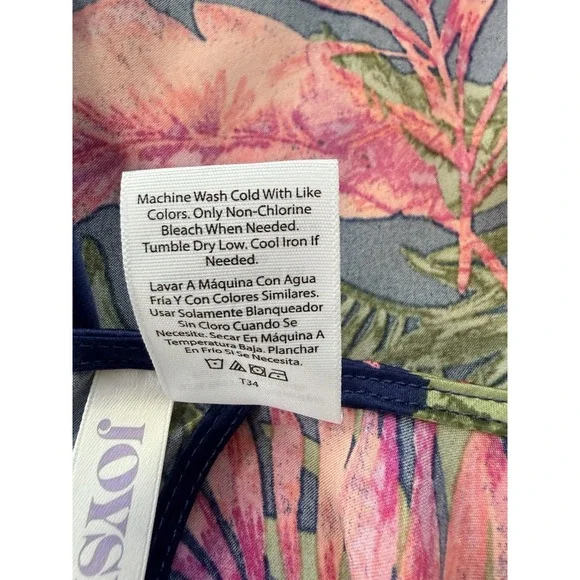 Machine Wash Cold With Like
Colors. Only Non-Chlorine
Bleach When Needed.
Tumble Dry Low. Cool Iron If
Needed.
Lavar A Máquina Con Agua
Fría Y Con Colores Similares.
Usar Solamente Blanqueador
Sin Cloro Cuando Se
Necesite. Secar En Máquina A
Temperatura Baja. Planchar
En Frío Si Se Necesita.
T34
JOYS